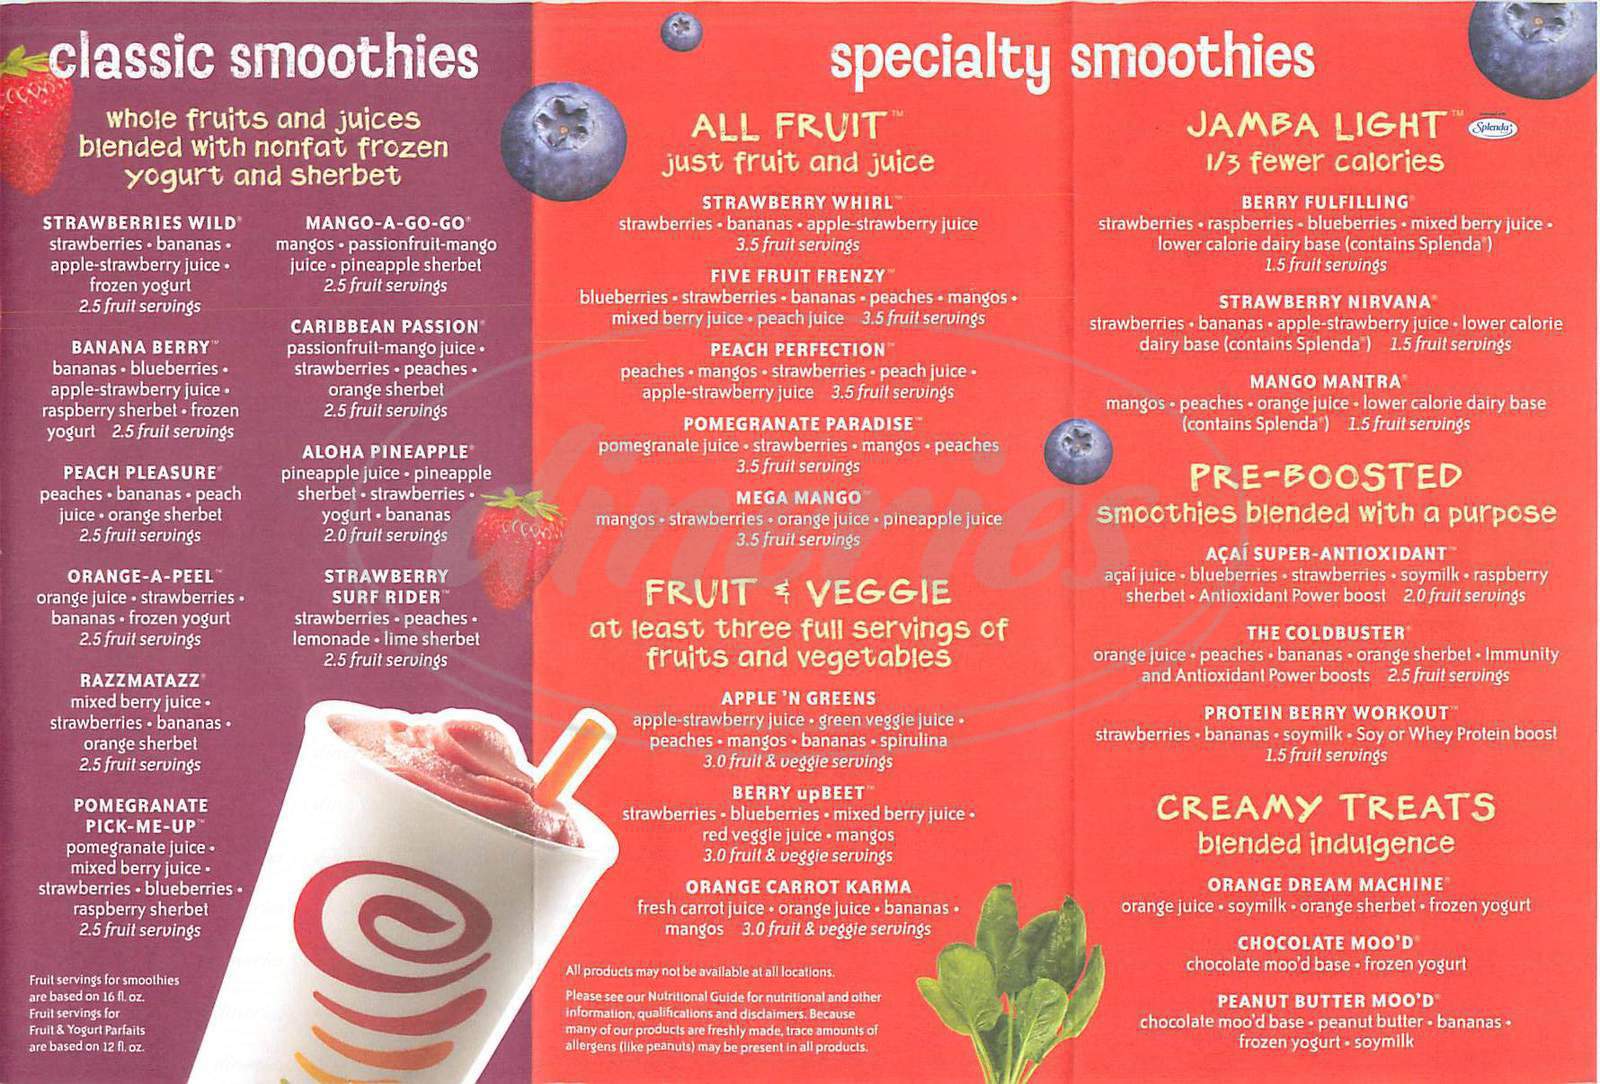 classic smoothies
whole fruits and juices
blended with nonfat frozen
yogurt and sherbet
STRAWBERRIES WILD®
strawberries • bananas •
apple-strawberry juice •
frozen yogurt
2.5 fruit servings
BANANA BERRY™
bananas • blueberries •
apple-strawberry juice •
raspberry sherbet • frozen
yogurt 2.5 fruit servings
PEACH PLEASURE®
peaches • bananas • peach
juice • orange sherbet
2.5 fruit servings
ORANGE-A-PEEL™
orange juice • strawberries •
bananas • frozen yogurt
2.5 fruit servings
RAZZMATAZZ®
mixed berry juice •
strawberries • bananas •
orange sherbet
2.5 fruit servings
POMEGRANATE
PICK-ME-UP™
pomegranate juice •
mixed berry juice •
strawberries • blueberries •
raspberry sherbet
2.5 fruit servings
Fruit servings for smoothies
are based on 16 fl. oz.
Fruit servings for
Fruit & Yogurt Parfaits
are based on 12 fl. oz.
MANGO-A-GO-GO®
mangos • passionfruit-mango
juice • pineapple sherbet
2.5 fruit servings
CARIBBEAN PASSION®
passionfruit-mango juice •
strawberries • peaches •
orange sherbet
2.5 fruit servings
ALOHA PINEAPPLE®
pineapple juice • pineapple
sherbet • strawberries •
yogurt • bananas
2.0 fruit servings
STRAWBERRY
SURF RIDER™
strawberries • peaches •
lemonade • lime sherbet
2.5 fruit servings
specialty smoothies
ALL FRUIT™
just fruit and juice
STRAWBERRY WHIRL™
strawberries • bananas • apple-strawberry juice
3.5 fruit servings
FIVE FRUIT FRENZY™
blueberries • strawberries • bananas • peaches • mangos •
mixed berry juice • peach juice 3.5 fruit servings
PEACH PERFECTION™
peaches • mangos • strawberries • peach juice •
apple-strawberry juice 3.5 fruit servings
POMEGRANATE PARADISE™
pomegranate juice • strawberries • mangos • peaches
3.5 fruit servings
MEGA MANGO™
mangos • strawberries • orange juice • pineapple juice
3.5 fruit servings
FRUIT & VEGGIE
at least three full servings of
fruits and vegetables
APPLE 'N GREENS
apple-strawberry juice • green veggie juice •
peaches • mangos • bananas • spirulina
3.0 fruit & veggie servings
BERRY upBEET™
strawberries • blueberries • mixed berry juice •
red veggie juice • mangos
3.0 fruit & veggie servings
ORANGE CARROT KARMA
fresh carrot juice • orange juice • bananas •
mangos 3.0 fruit & veggie servings
All products may not be available at all locations.
Please see our Nutritional Guide for nutritional and other
information, qualifications and disclaimers. Because
many of our products are freshly made, trace amounts of
allergens (like peanuts) may be present in all products.
JAMBA LIGHT™
Splenda
1/3 fewer calories
BERRY FULFILLING®
strawberries • raspberries • blueberries • mixed berry juice •
lower calorie dairy base (contains Splenda®)
1.5 fruit servings
STRAWBERRY NIRVANA®
strawberries • bananas • apple-strawberry juice • lower calorie
dairy base (contains Splenda®) 1.5 fruit servings
MANGO MANTRA®
mangos • peaches • orange juice • lower calorie dairy base
(contains Splenda®) 1.5 fruit servings
PRE-BOOSTED
smoothies blended with a purpose
AÇAÍ SUPER-ANTIOXIDANT™
açaí juice • blueberries • strawberries • soymilk • raspberry
sherbet • Antioxidant Power boost 2.0 fruit servings
THE COLDBUSTER®
orange juice • peaches • bananas • orange sherbet • Immunity
and Antioxidant Power boosts 2.5 fruit servings
PROTEIN BERRY WORKOUT™
strawberries • bananas • soymilk • Soy or Whey Protein boost
1.5 fruit servings
CREAMY TREATS
blended indulgence
ORANGE DREAM MACHINE®
orange juice • soymilk • orange sherbet • frozen yogurt
CHOCOLATE MOO'D®
chocolate moo'd base • frozen yogurt
PEANUT BUTTER MOO'D®
chocolate moo'd base • peanut butter • bananas •
frozen yogurt • soymilk
dineries